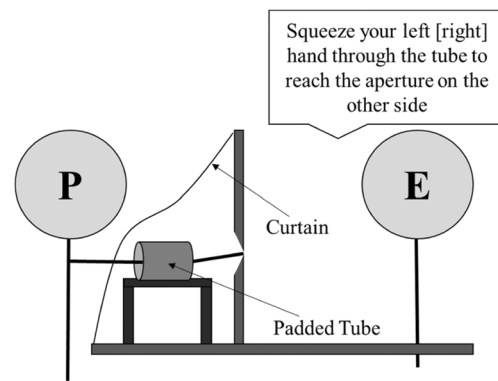 Squeeze your left [right]
hand through the tube to
reach the aperture on the
other side
P
E
Curtain
Padded Tube